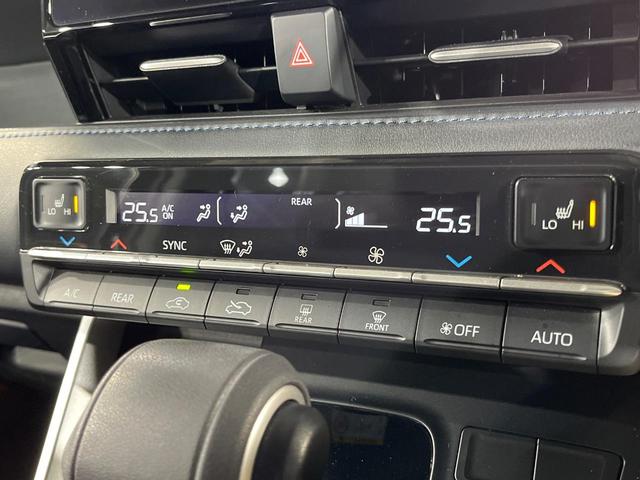 LO HI
25.5 A/C ON
REAR
25.5
LO HI
SYNC
A/C
REAR
REAR
FRONT
OFF
AUTO